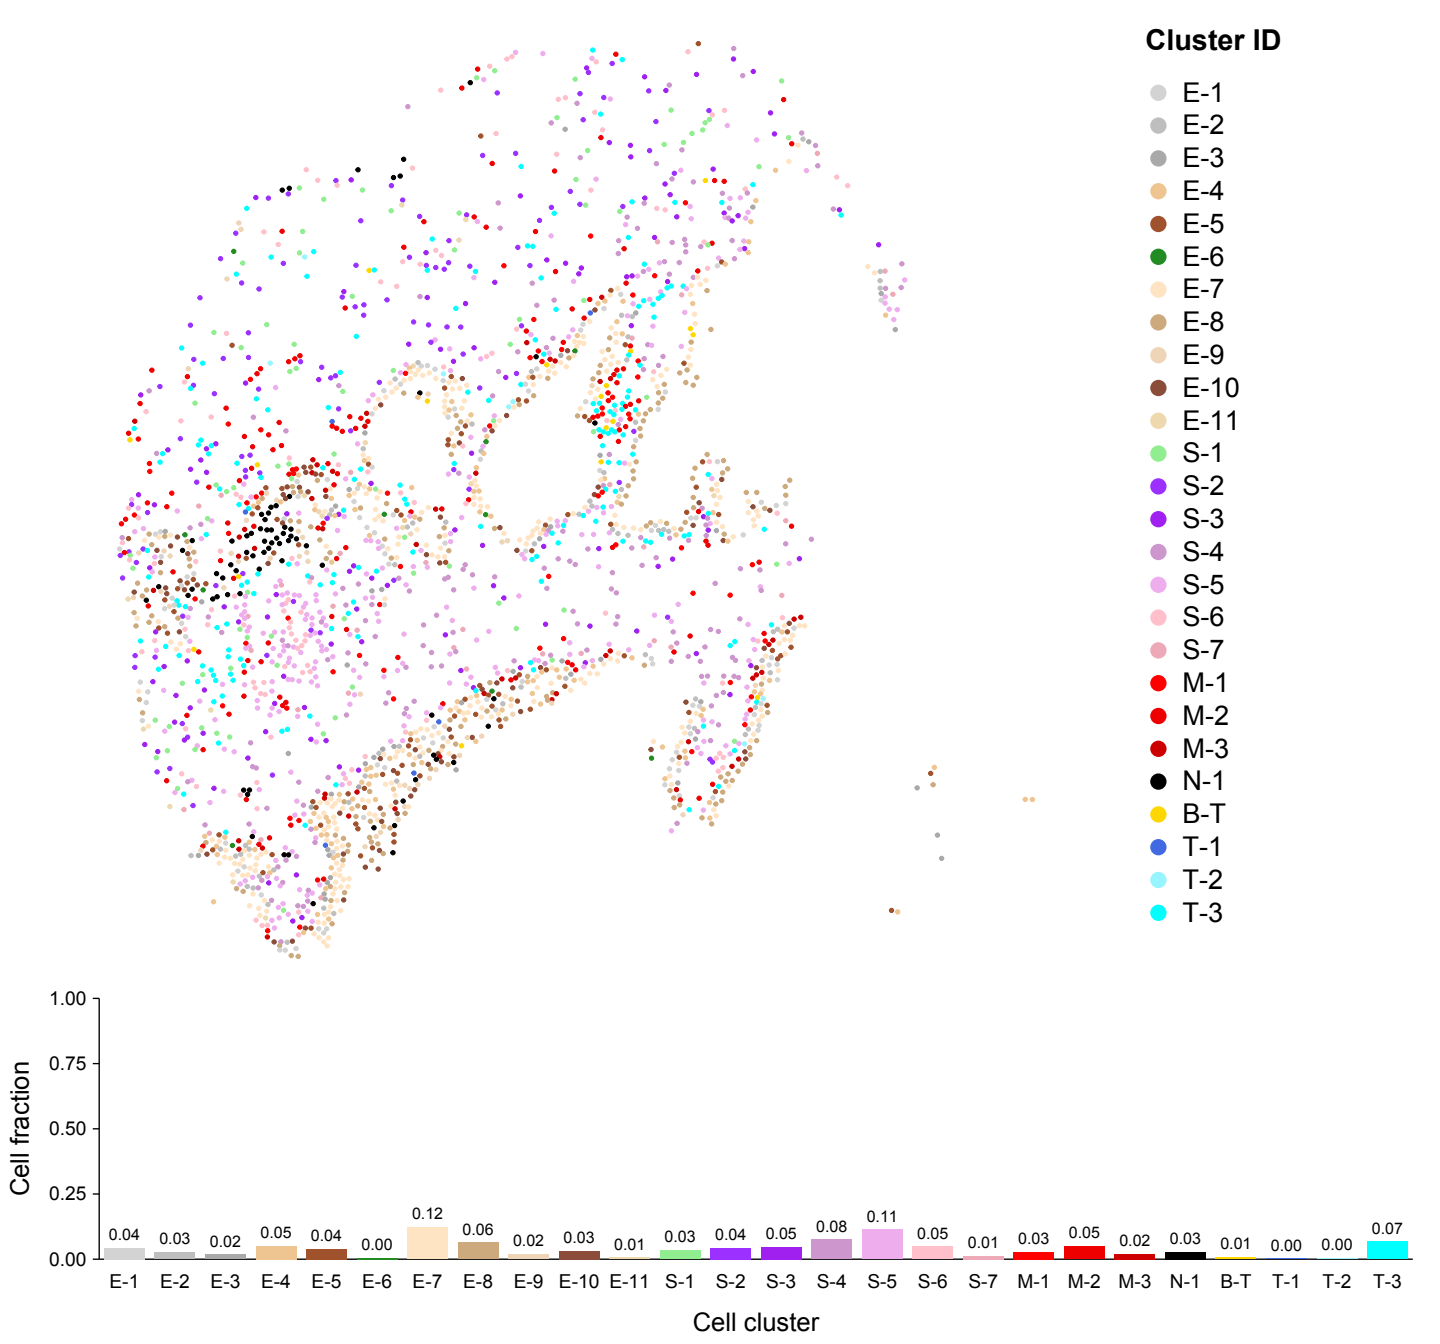 Cluster ID
E-1
E-2
E-3
E-4
E-5
E-6
E-7
E-8
E-9
E-10
E-11
S-1
S-2
S-3
S-4
S-5
S-6
S-7
M-1
M-2
M-3
N-1
B-T
T-1
T-2
T-3
1.00
0.75
0.50
0.25
0.00
Cell fraction
0.04 0.03 0.02 0.05 0.04 0.00 0.12 0.06 0.02 0.03 0.01 0.03 0.04 0.05 0.08 0.11 0.05 0.01 0.03 0.05 0.02 0.03 0.01 0.00 0.00 0.07
E-1 E-2 E-3 E-4 E-5 E-6 E-7 E-8 E-9 E-10 E-11 S-1 S-2 S-3 S-4 S-5 S-6 S-7 M-1 M-2 M-3 N-1 B-T T-1 T-2 T-3
Cell cluster